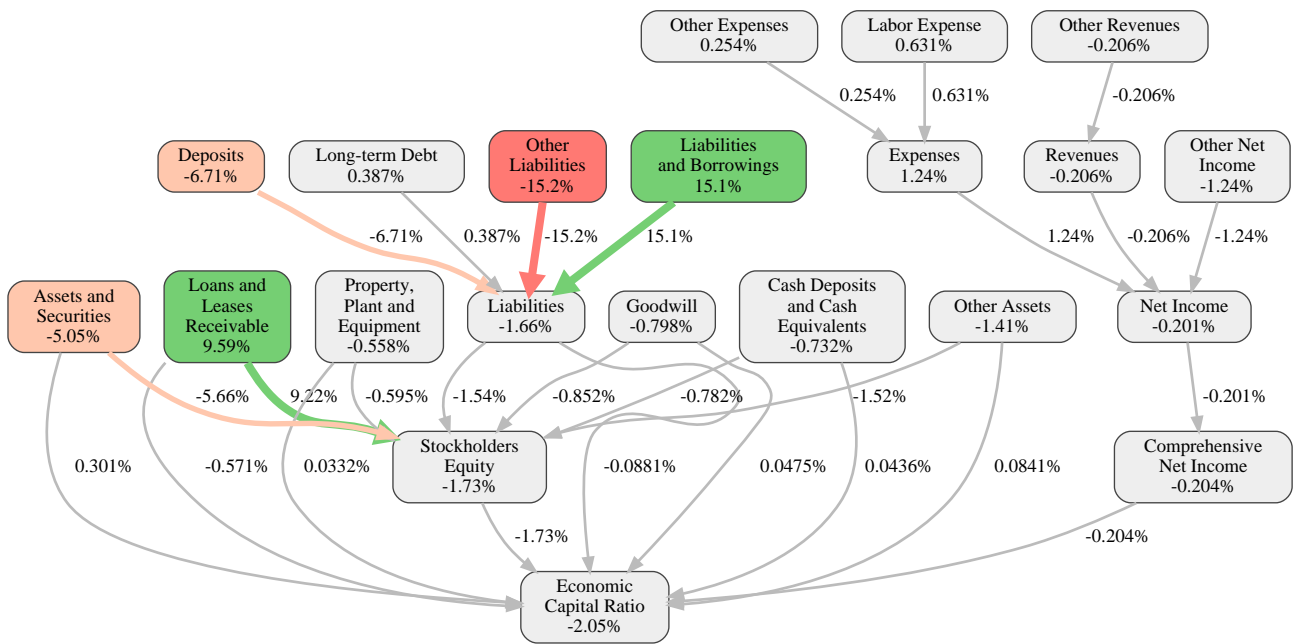 Other Expenses
0.254%
Labor Expense
0.631%
Other Revenues
-0.206%
0.254%
0.631%
-0.206%
Deposits
-6.71%
Long-term Debt
0.387%
Other
Liabilities
-15.2%
Liabilities
and Borrowings
15.1%
Expenses
1.24%
Revenues
-0.206%
Other Net
Income
-1.24%
-6.71%
0.387%
-15.2%
15.1%
1.24%
-0.206%
-1.24%
Assets and
Securities
-5.05%
Loans and
Leases
Receivable
9.59%
Property,
Plant and
Equipment
-0.558%
Liabilities
-1.66%
Goodwill
-0.798%
Cash Deposits
and Cash
Equivalents
-0.732%
Other Assets
-1.41%
Net Income
-0.201%
-5.66%
9.22%
-0.595%
-1.54%
-0.852%
-0.782%
-1.52%
-0.201%
Stockholders
Equity
-1.73%
Comprehensive
Net Income
-0.204%
0.301%
-0.571%
0.0332%
-0.0881%
0.0475%
0.0436%
0.0841%
-1.73%
-0.204%
Economic
Capital Ratio
-2.05%